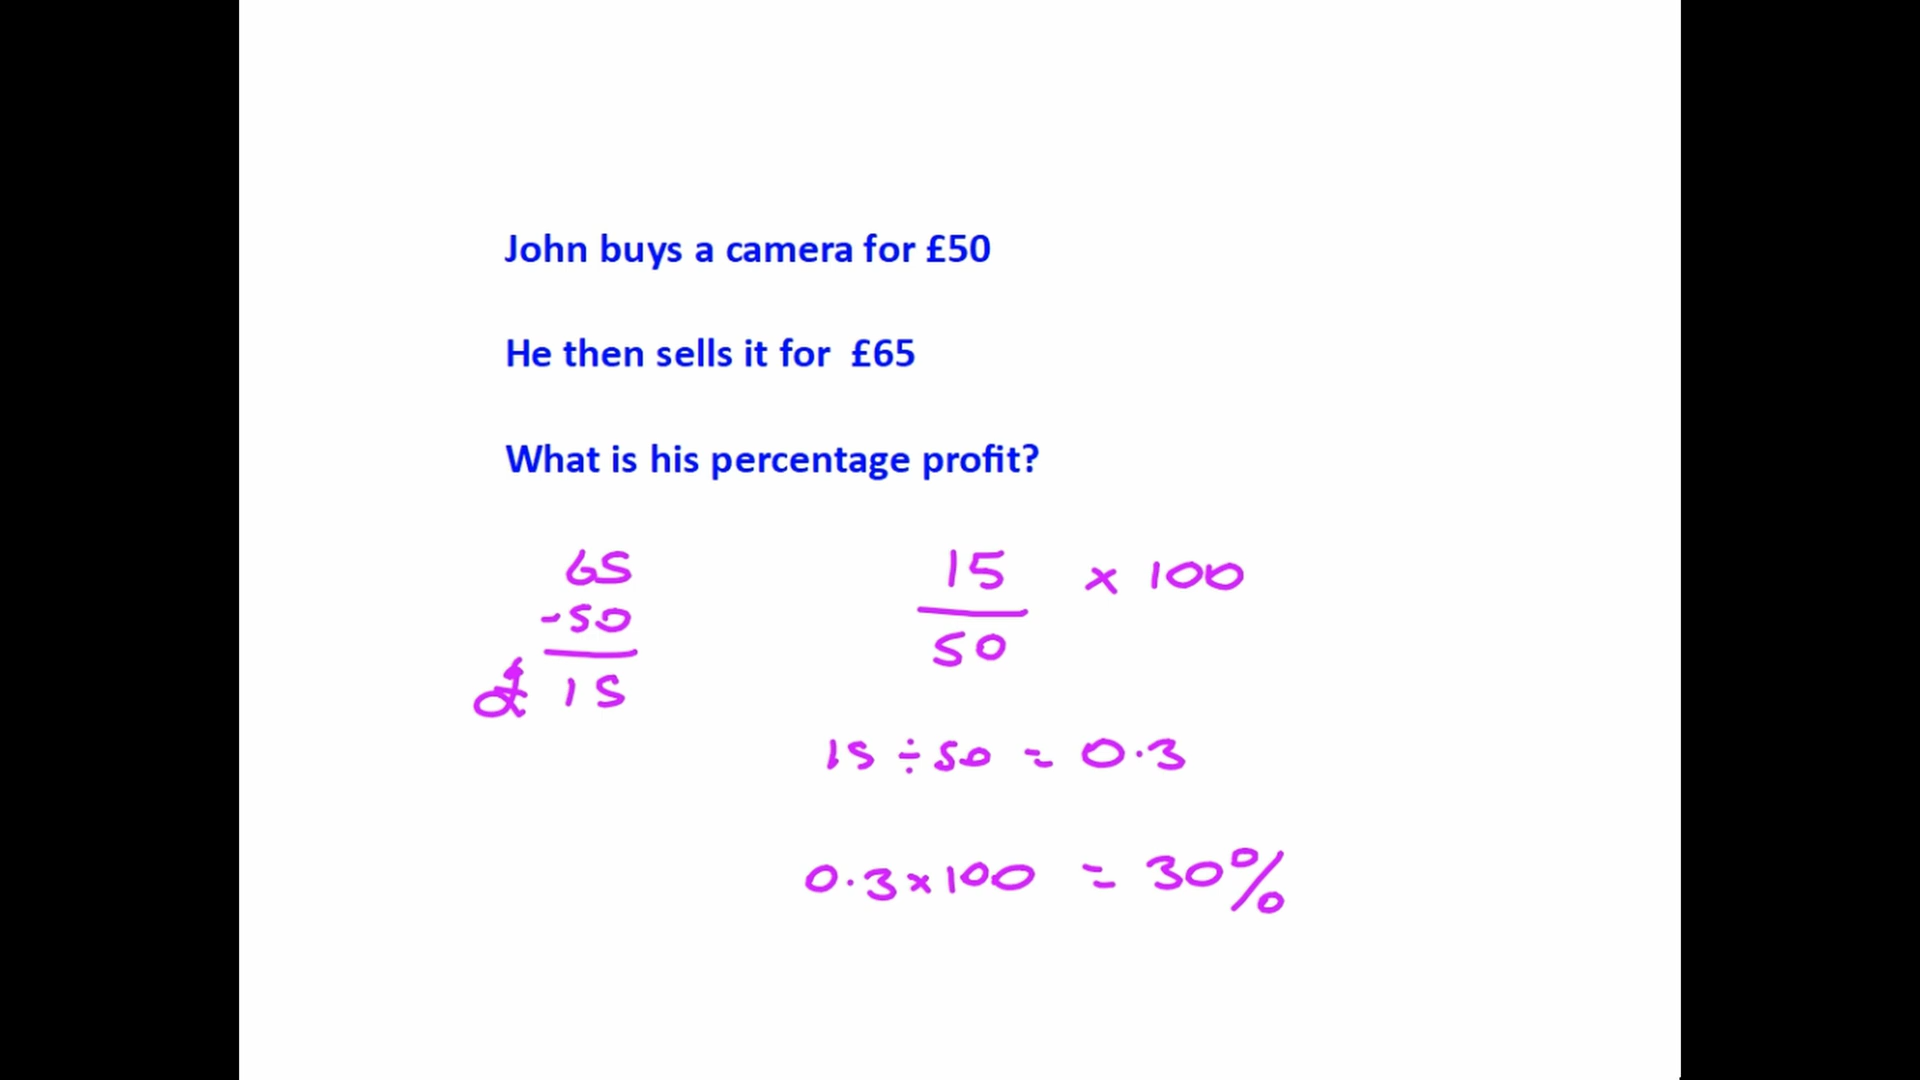 John buys a camera for £50
He then sells it for £65
What is his percentage profit?
65
-50
£ 15
15
50
× 100
15 ÷ 50 = 0.3
0.3 × 100 = 30%